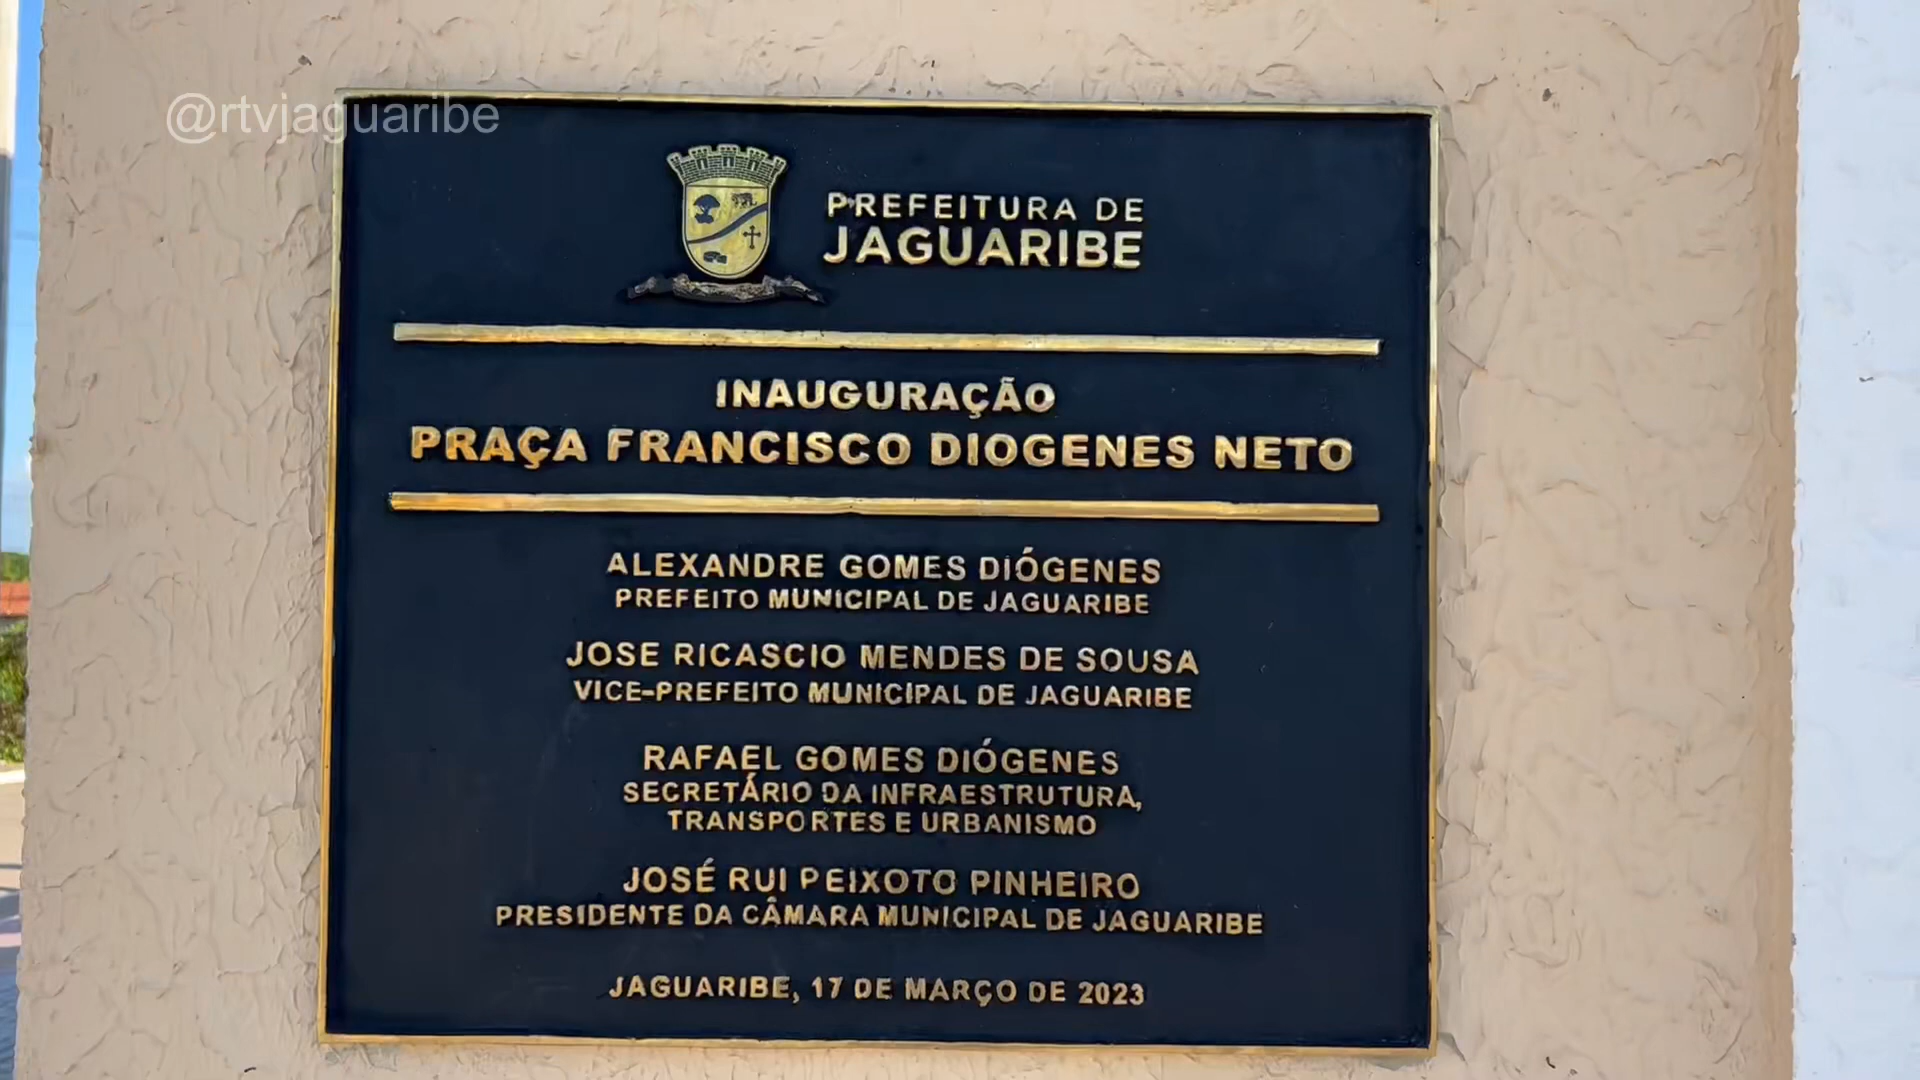 @rtvjaguaribe
PREFEITURA DE
JAGUARIBE
INAUGURAÇÃO
PRAÇA FRANCISCO DIOGENES NETO
ALEXANDRE GOMES DIÓGENES
PREFEITO MUNICIPAL DE JAGUARIBE
JOSE RICASCIO MENDES DE SOUSA
VICE-PREFEITO MUNICIPAL DE JAGUARIBE
RAFAEL GOMES DIÓGENES
SECRETÁRIO DA INFRAESTRUTURA,
TRANSPORTES E URBANISMO
JOSÉ RUI PEIXOTO PINHEIRO
PRESIDENTE DA CÂMARA MUNICIPAL DE JAGUARIBE
JAGUARIBE, 17 DE MARÇO DE 2023